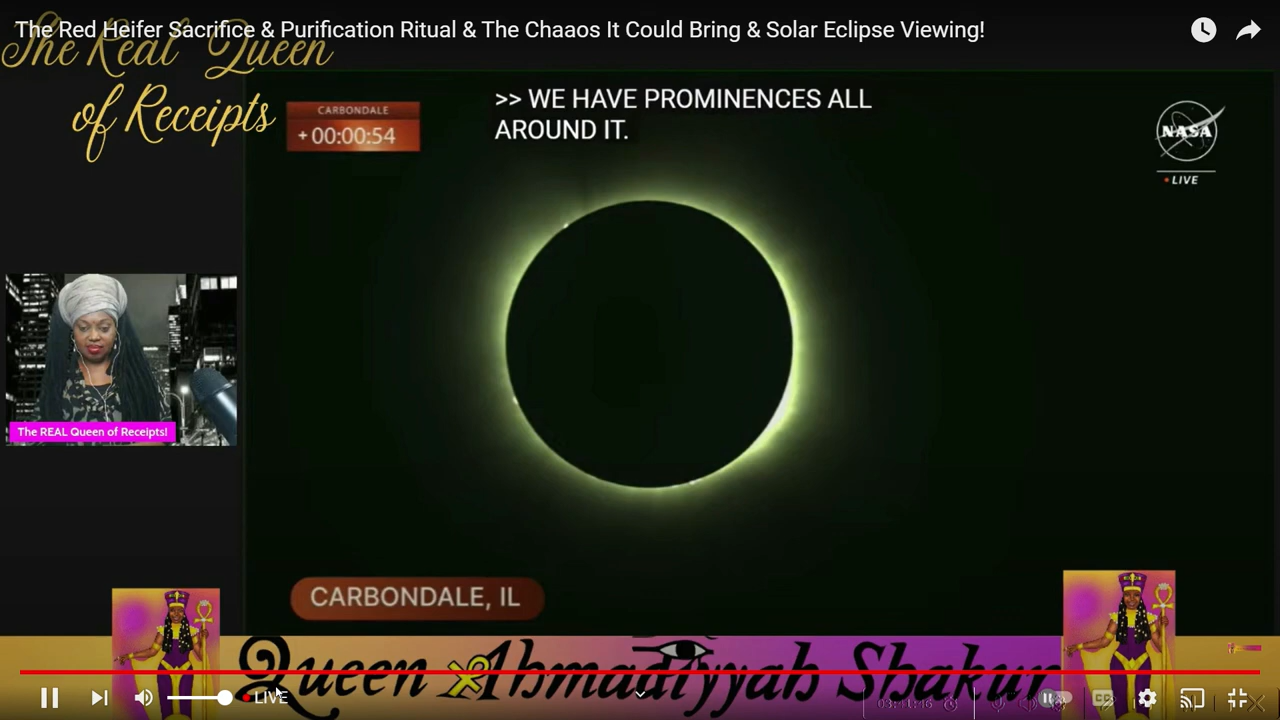 The Red Heifer Sacrifice & Purification Ritual & The Chaaos It Could Bring & Solar Eclipse Viewing!
The Real Queen
of Receipts
CARBONDALE
+00:00:54
>> WE HAVE PROMINENCES ALL
AROUND IT.
NASA
LIVE
The REAL Queen of Receipts!
CARBONDALE, IL
Queen Ahmadiyyah Shakur
LIVE